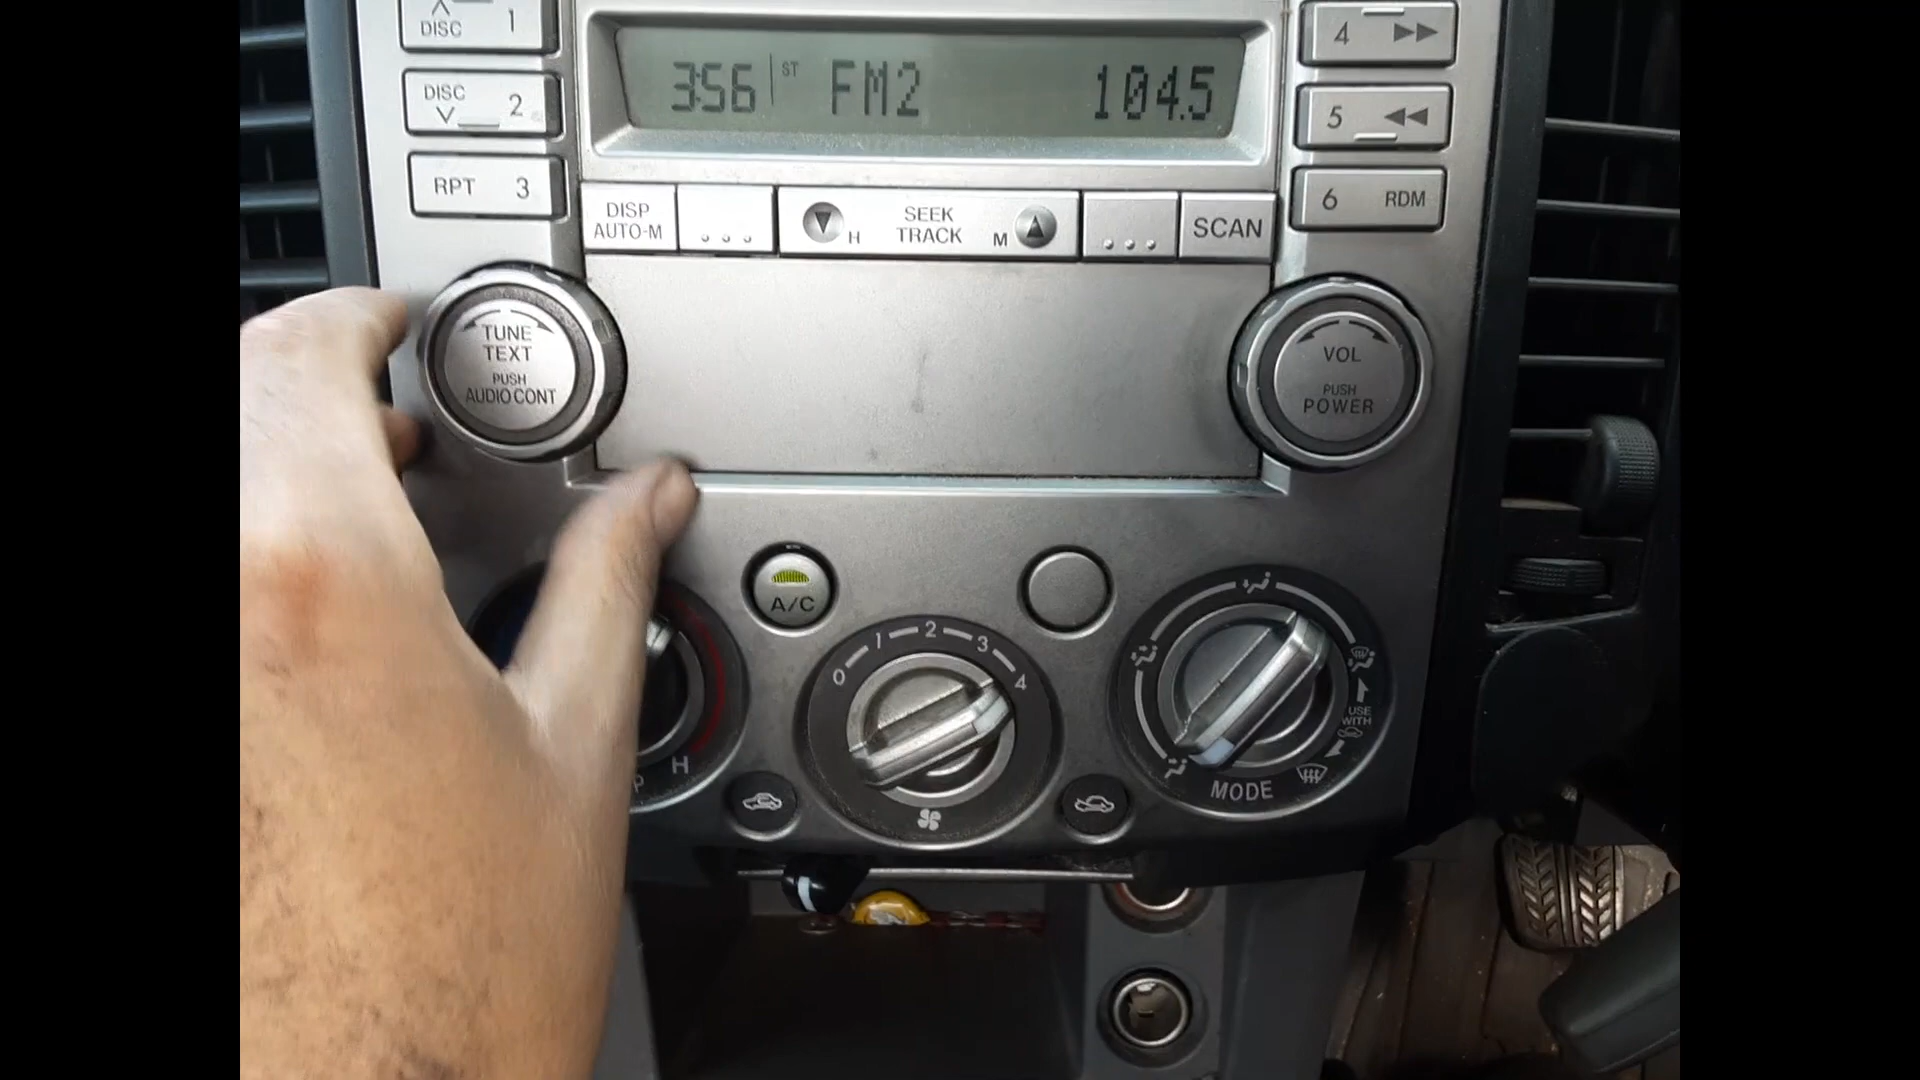 DISC 1
3:56 ST FM2 104.5
4
DISC 2
5
RPT 3
DISP
AUTO-M
H
SEEK
TRACK
M
SCAN
6 RDM
TUNE
TEXT
PUSH
AUDIO CONT
VOL
PUSH
POWER
A/C
0 1 2 3 4
USE
WITH
H
MODE